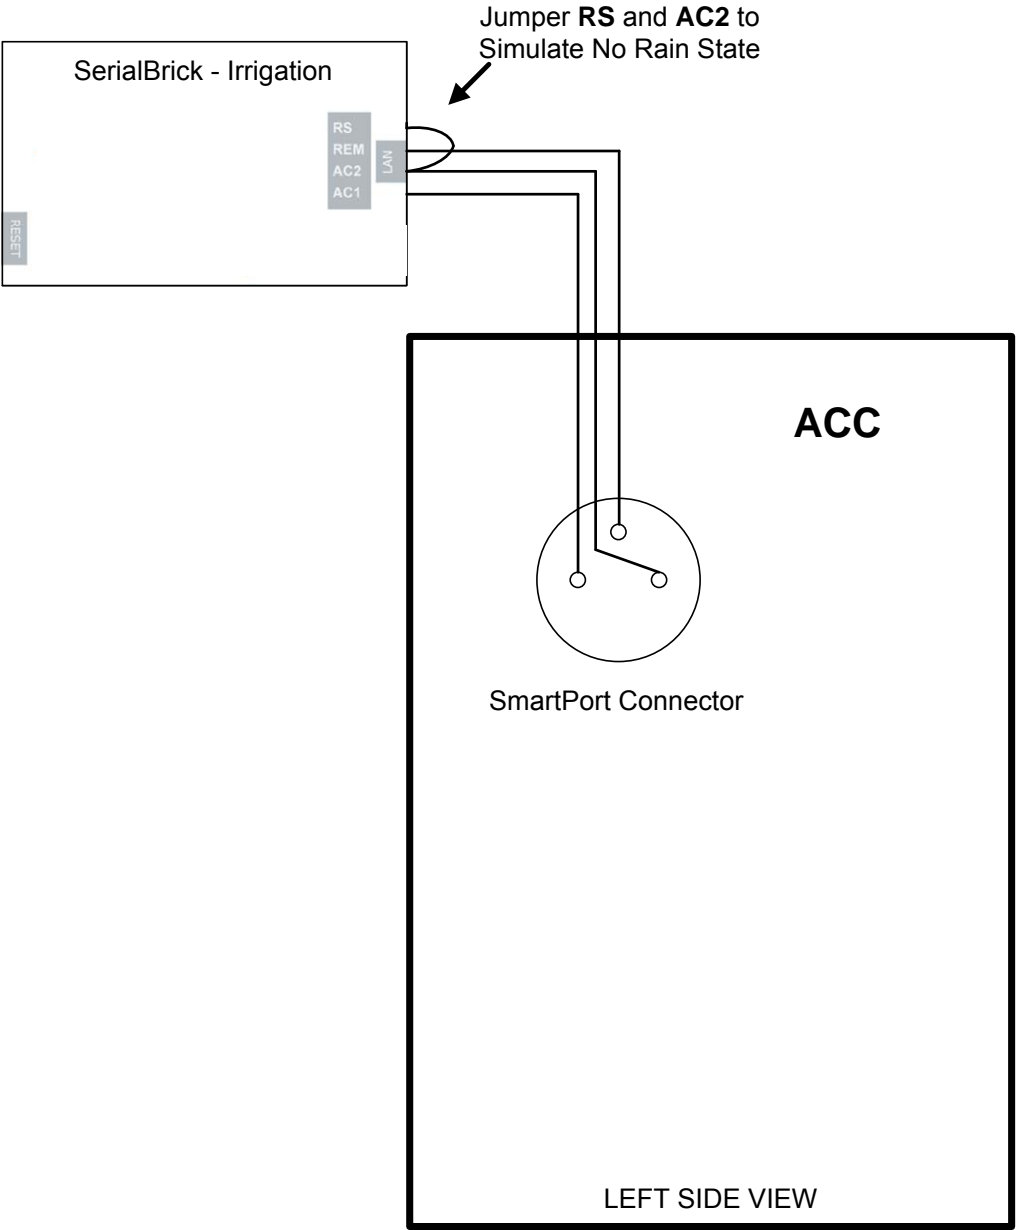 Jumper RS and AC2 to
Simulate No Rain State
SerialBrick - Irrigation
RS
REM
AC2
AC1
LAN
RESET
ACC
SmartPort Connector
LEFT SIDE VIEW